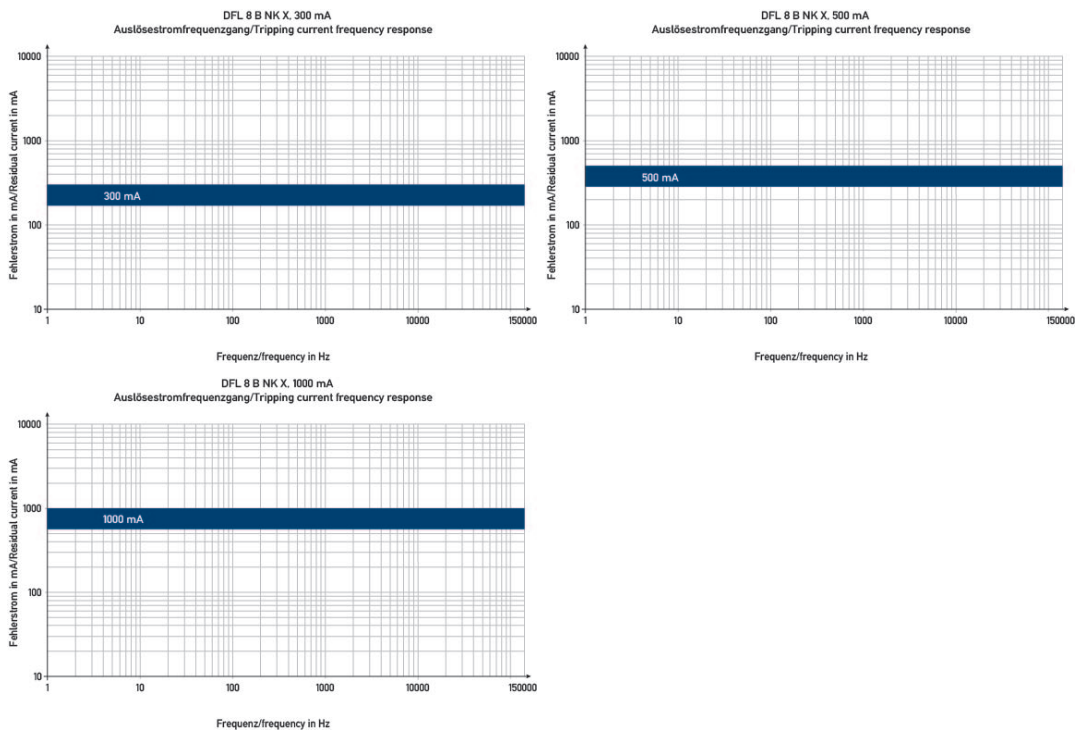 DFL 8 B NK X, 300 mA
Auslösestromfrequenzgang/Tripping current frequency response
Fehlerstrom in mA/Residual current in mA
10000
1000
100
10
300 mA
1
10
100
1000
10000
150000
Frequenz/frequency in Hz
DFL 8 B NK X, 500 mA
Auslösestromfrequenzgang/Tripping current frequency response
Fehlerstrom in mA/Residual current in mA
10000
1000
100
10
500 mA
1
10
100
1000
10000
150000
Frequenz/frequency in Hz
DFL 8 B NK X, 1000 mA
Auslösestromfrequenzgang/Tripping current frequency response
Fehlerstrom in mA/Residual current in mA
10000
1000
100
10
1000 mA
1
10
100
1000
10000
150000
Frequenz/frequency in Hz